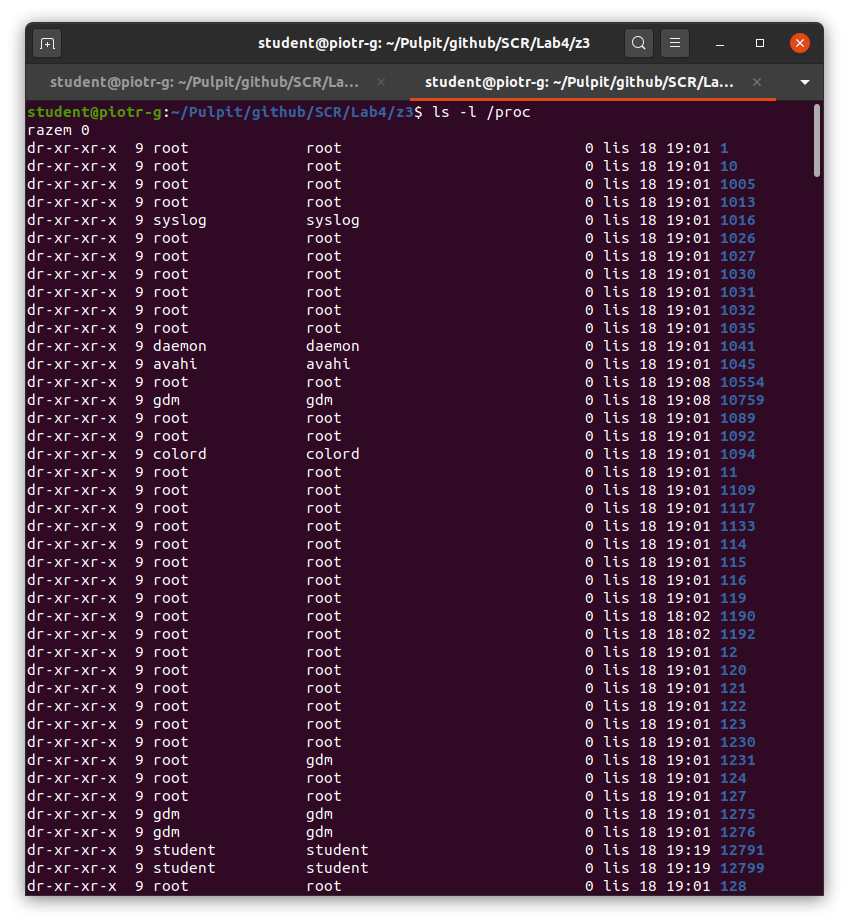 student@piotr-g: ~/Pulpit/github/SCR/Lab4/z3
student@piotr-g: ~/Pulpit/github/SCR/La... × student@piotr-g: ~/Pulpit/github/SCR/La... ×
student@piotr-g:~/Pulpit/github/SCR/Lab4/z3$ ls -l /proc
razem 0
dr-xr-xr-x 9 root root 0 lis 18 19:01 1
dr-xr-xr-x 9 root root 0 lis 18 19:01 10
dr-xr-xr-x 9 root root 0 lis 18 19:01 1005
dr-xr-xr-x 9 root root 0 lis 18 19:01 1013
dr-xr-xr-x 9 syslog syslog 0 lis 18 19:01 1016
dr-xr-xr-x 9 root root 0 lis 18 19:01 1026
dr-xr-xr-x 9 root root 0 lis 18 19:01 1027
dr-xr-xr-x 9 root root 0 lis 18 19:01 1030
dr-xr-xr-x 9 root root 0 lis 18 19:01 1031
dr-xr-xr-x 9 root root 0 lis 18 19:01 1032
dr-xr-xr-x 9 root root 0 lis 18 19:01 1035
dr-xr-xr-x 9 daemon daemon 0 lis 18 19:01 1041
dr-xr-xr-x 9 avahi avahi 0 lis 18 19:01 1045
dr-xr-xr-x 9 root root 0 lis 18 19:08 10554
dr-xr-xr-x 9 gdm gdm 0 lis 18 19:08 10759
dr-xr-xr-x 9 root root 0 lis 18 19:01 1089
dr-xr-xr-x 9 root root 0 lis 18 19:01 1092
dr-xr-xr-x 9 colord colord 0 lis 18 19:01 1094
dr-xr-xr-x 9 root root 0 lis 18 19:01 11
dr-xr-xr-x 9 root root 0 lis 18 19:01 1109
dr-xr-xr-x 9 root root 0 lis 18 19:01 1117
dr-xr-xr-x 9 root root 0 lis 18 19:01 1133
dr-xr-xr-x 9 root root 0 lis 18 19:01 114
dr-xr-xr-x 9 root root 0 lis 18 19:01 115
dr-xr-xr-x 9 root root 0 lis 18 19:01 116
dr-xr-xr-x 9 root root 0 lis 18 19:01 119
dr-xr-xr-x 9 root root 0 lis 18 18:02 1190
dr-xr-xr-x 9 root root 0 lis 18 18:02 1192
dr-xr-xr-x 9 root root 0 lis 18 19:01 12
dr-xr-xr-x 9 root root 0 lis 18 19:01 120
dr-xr-xr-x 9 root root 0 lis 18 19:01 121
dr-xr-xr-x 9 root root 0 lis 18 19:01 122
dr-xr-xr-x 9 root root 0 lis 18 19:01 123
dr-xr-xr-x 9 root root 0 lis 18 19:01 1230
dr-xr-xr-x 9 root gdm 0 lis 18 19:01 1231
dr-xr-xr-x 9 root root 0 lis 18 19:01 124
dr-xr-xr-x 9 root root 0 lis 18 19:01 127
dr-xr-xr-x 9 gdm gdm 0 lis 18 19:01 1275
dr-xr-xr-x 9 gdm gdm 0 lis 18 19:01 1276
dr-xr-xr-x 9 student student 0 lis 18 19:19 12791
dr-xr-xr-x 9 student student 0 lis 18 19:19 12799
dr-xr-xr-x 9 root root 0 lis 18 19:01 128